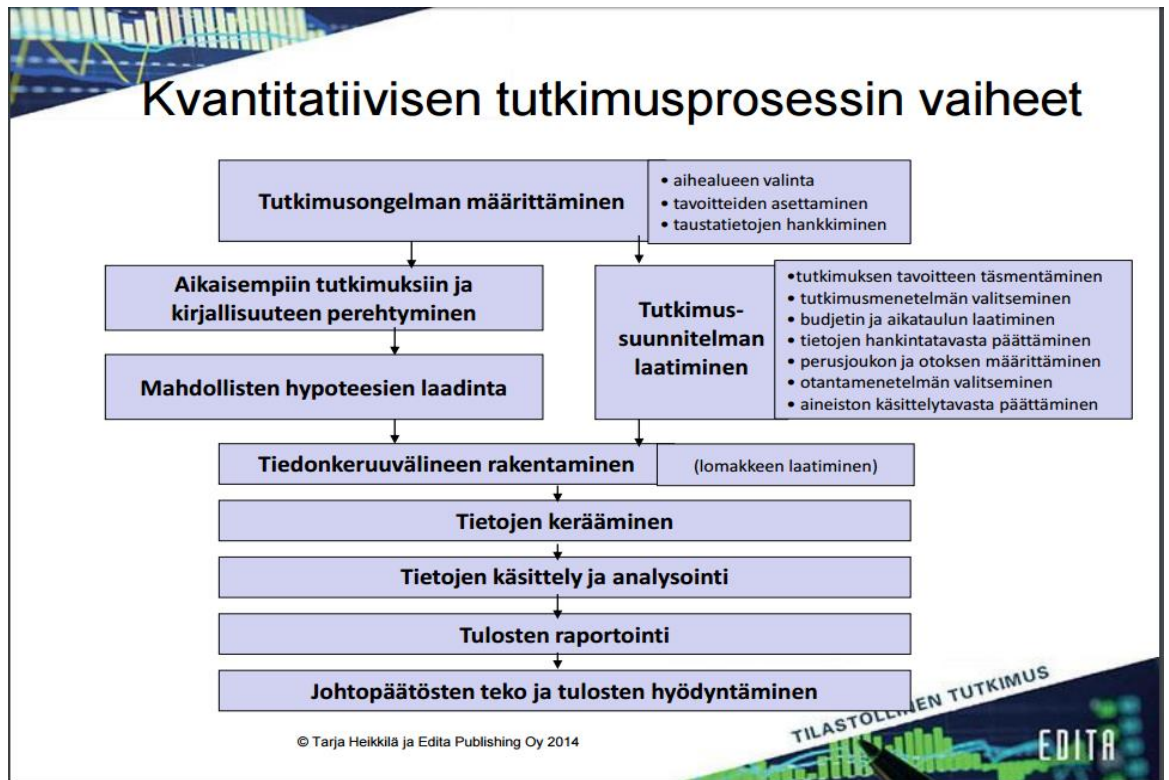 Kvantitatiivisen tutkimusprosessin vaiheet
Tutkimusongelman määrittäminen
• aihealueen valinta
• tavoitteiden asettaminen
• taustatietojen hankkiminen
Aikaisempiin tutkimuksiin ja
kirjallisuuteen perehtyminen
Mahdollisten hypoteesien laadinta
Tutkimus-
suunnitelman
laatiminen
•tutkimuksen tavoitteen täsmentäminen
• tutkimusmenetelmän valitseminen
• budjetin ja aikataulun laatiminen
• tietojen hankintatavasta päättäminen
• perusjoukon ja otoksen määrittäminen
• otantamenetelmän valitseminen
• aineiston käsittelytavasta päättäminen
Tiedonkeruuvälineen rakentaminen
(lomakkeen laatiminen)
Tietojen kerääminen
Tietojen käsittely ja analysointi
Tulosten raportointi
Johtopäätösten teko ja tulosten hyödyntäminen
© Tarja Heikkilä ja Edita Publishing Oy 2014
TILASTOLLINEN TUTKIMUS
EDITA